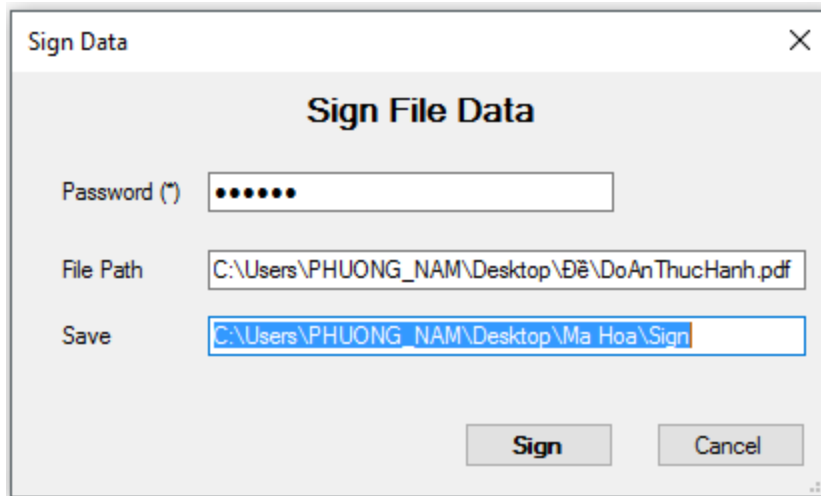 Sign Data
Sign File Data
Password (*) ●●●●●●
File Path C:\Users\PHUONG_NAM\Desktop\Đề\DoAnThucHanh.pdf
Save C:\Users\PHUONG_NAM\Desktop\Ma Hoa\Sign
Sign Cancel